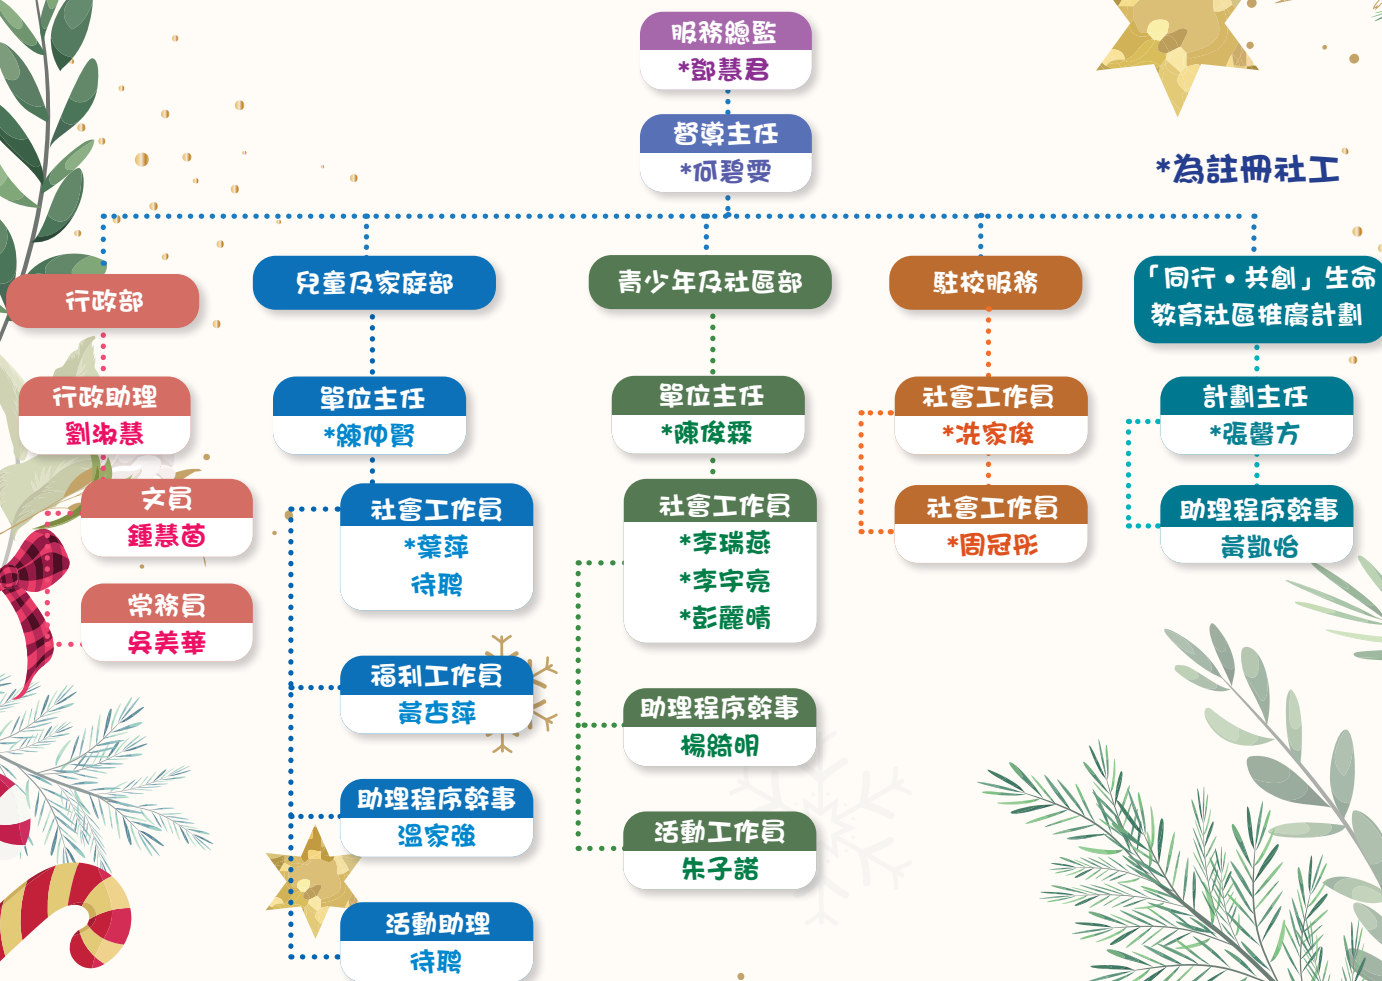 服務總監
*鄧慧君
督導主任
*何碧雯
*為註冊社工
行政部
行政助理
劉淑慧
文員
鍾慧茵
常務員
吳美華
兒童及家庭部
單位主任
*練仲賢
社會工作員
*葉萍
待聘
福利工作員
黃杏萍
助理程序幹事
溫家強
活動助理
待聘
青少年及社區部
單位主任
*陳俊霖
社會工作員
*李瑞燕
*李宇亮
*彭麗晴
助理程序幹事
楊綺明
活動工作員
朱子諾
駐校服務
社會工作員
*冼家俊
社會工作員
*周冠彤
「同行•共創」生命
教育社區推廣計劃
計劃主任
*張馨方
助理程序幹事
黃凱怡